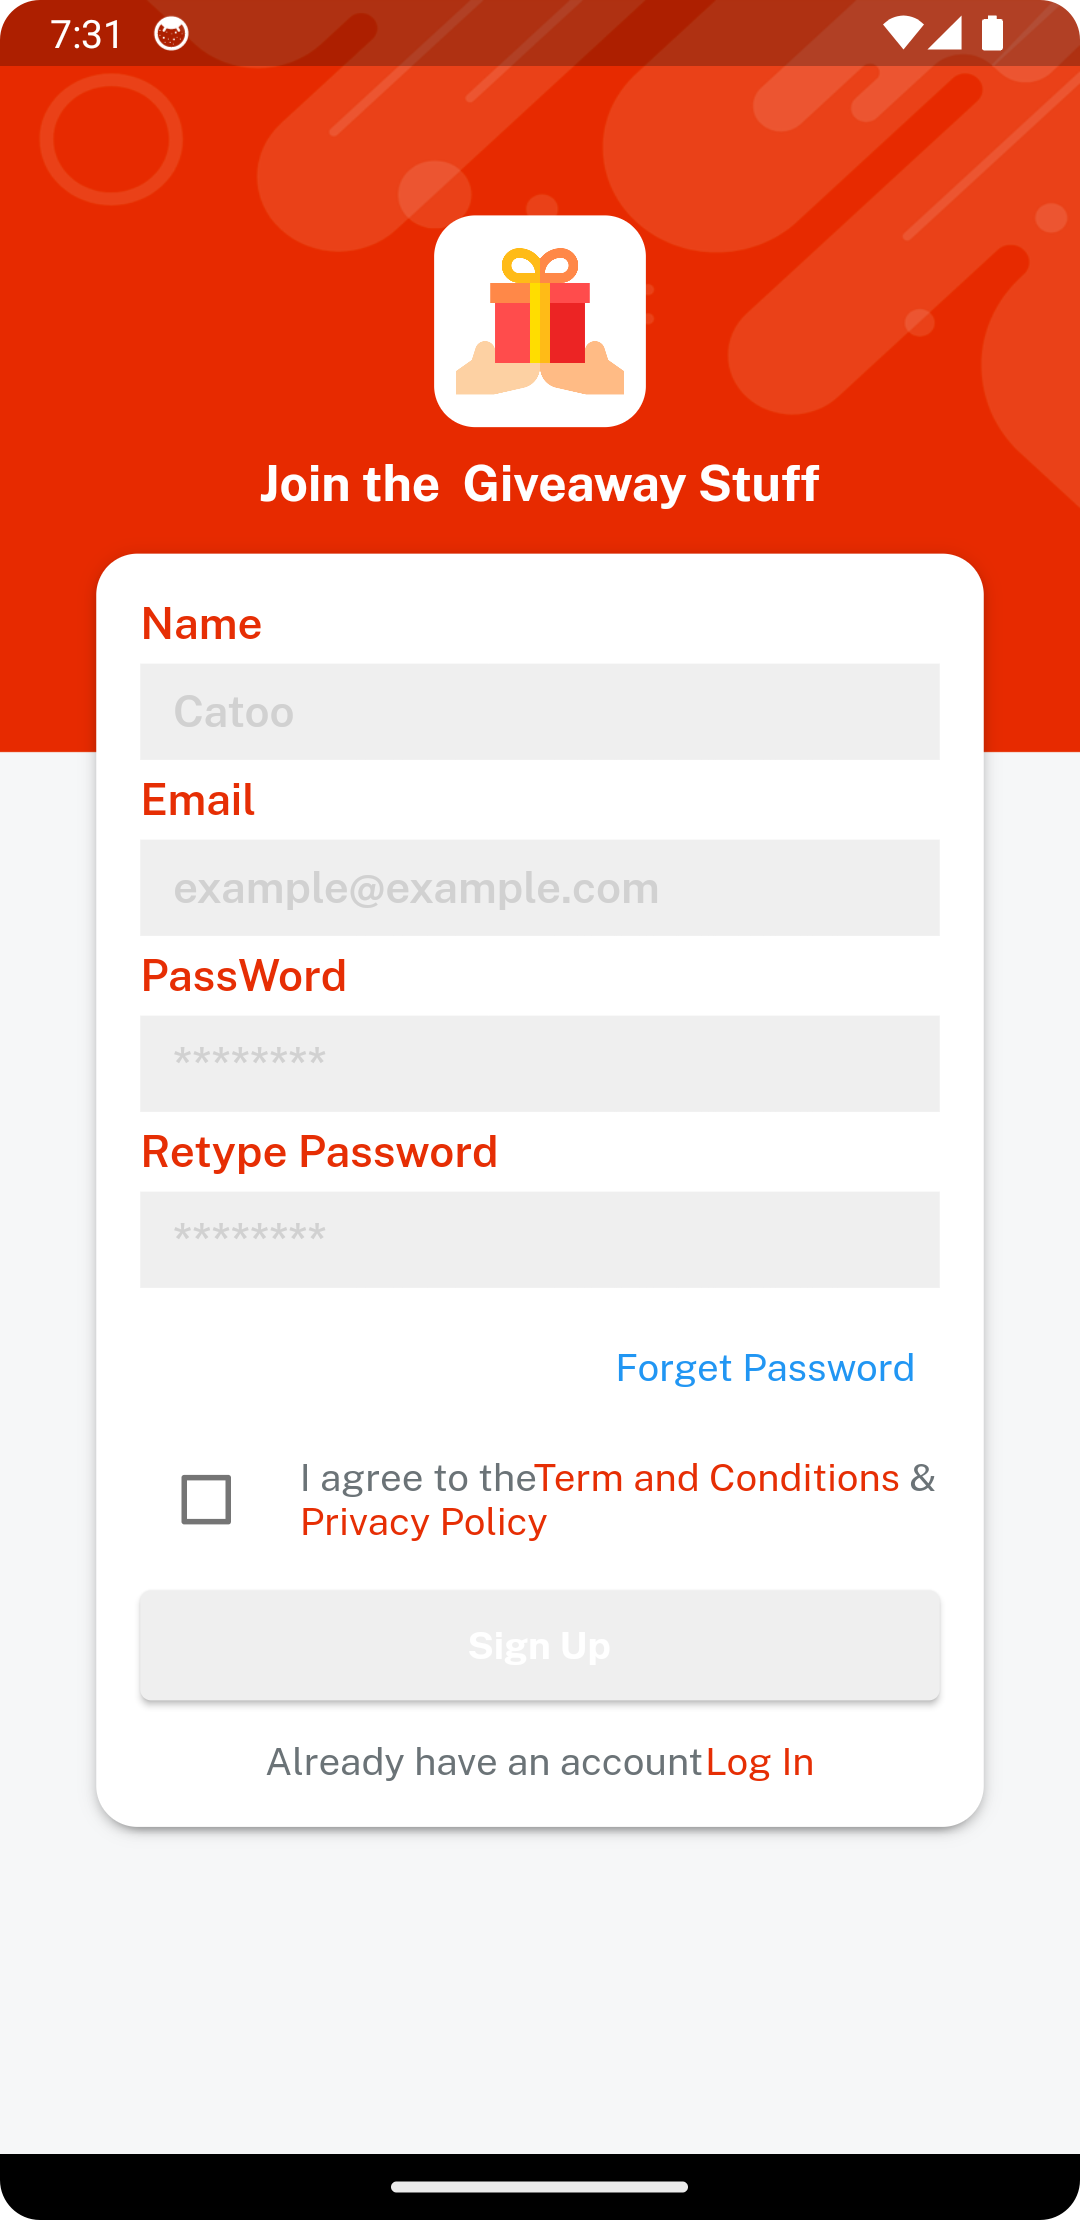 7:31
Join the  Giveaway Stuff
Name
Catoo
Email
example@example.com
PassWord
********
Retype Password
********
Forget Password
I agree to theTerm and Conditions &
Privacy Policy
Sign Up
Already have an accountLog In